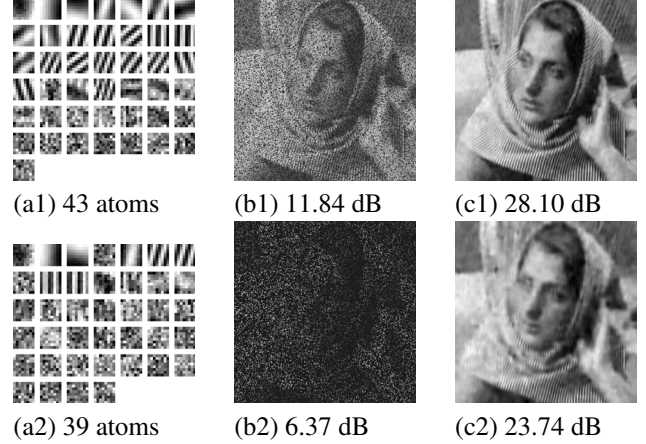 (a1) 43 atoms (b1) 11.84 dB (c1) 28.10 dB
(a2) 39 atoms (b2) 6.37 dB (c2) 23.74 dB